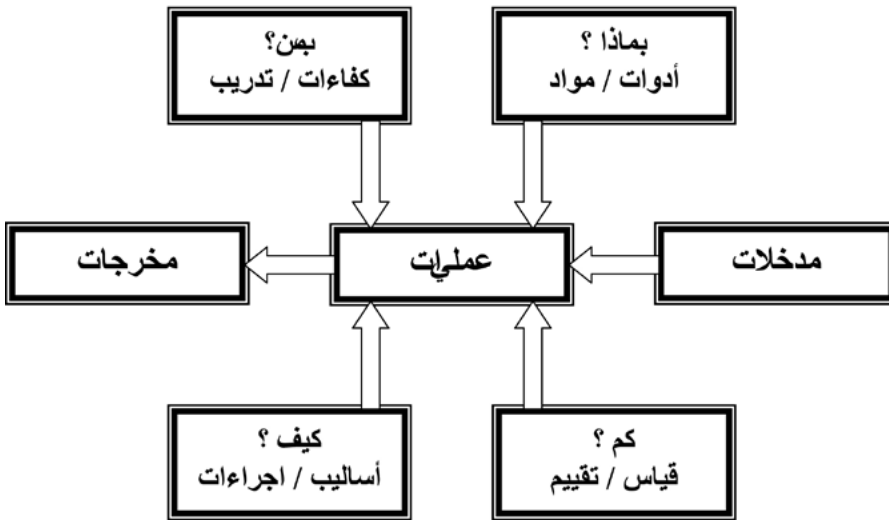 بماذا ؟
أدوات / مواد
بمن؟
كفاءات / تدريب
مدخلات
عمليات
مخرجات
كم ؟
قياس / تقييم
كيف ؟
أساليب / اجراءات